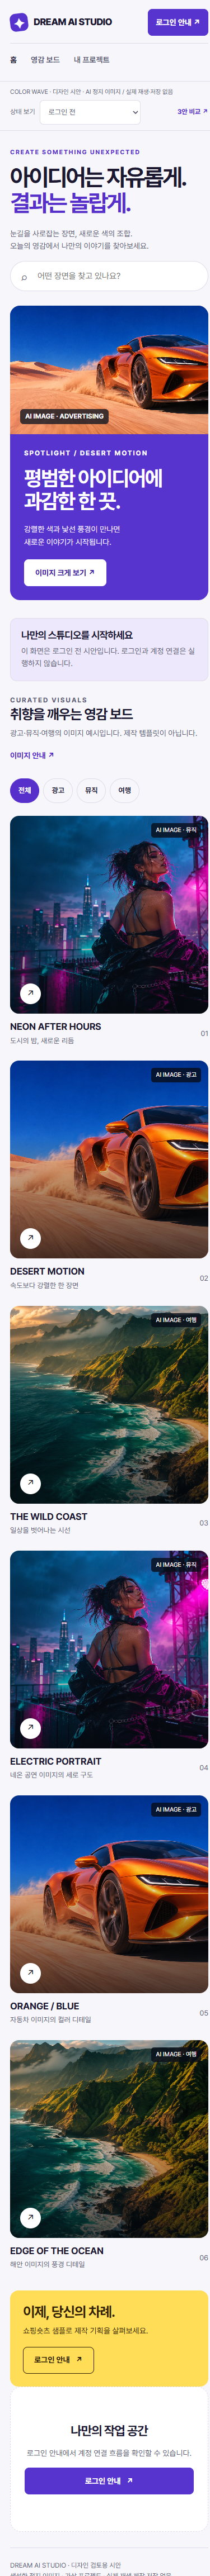 DREAM AI STUDIO
로그인 안내 ↗
홈 영감 보드 내 프로젝트
COLOR WAVE · 디자인 시안 · AI 정지 이미지 / 실제 재생·저장 없음
상태 보기 로그인 전 3안 비교 ↗
CREATE SOMETHING UNEXPECTED
아이디어는 자유롭게.
결과는 놀랍게.
눈길을 사로잡는 장면, 새로운 색의 조합.
오늘의 영감에서 나만의 이야기를 찾아보세요.
어떤 장면을 찾고 있나요?
AI IMAGE · ADVERTISING
SPOTLIGHT / DESERT MOTION
평범한 아이디어에
과감한 한 끗.
강렬한 색과 낯선 풍경이 만나면
새로운 이야기가 시작됩니다.
이미지 크게 보기 ↗
나만의 스튜디오를 시작하세요
이 화면은 로그인 전 시안입니다. 로그인과 계정 연결은 실
행하지 않습니다.
CURATED VISUALS
취향을 깨우는 영감 보드
광고·뮤직·여행의 이미지 예시입니다. 제작 템플릿이 아닙니다.
이미지 안내 ↗
전체 광고 뮤직 여행
AI IMAGE · 뮤직
↗
NEON AFTER HOURS
도시의 밤, 새로운 리듬
01
AI IMAGE · 광고
↗
DESERT MOTION
속도보다 강렬한 한 장면
02
AI IMAGE · 여행
↗
THE WILD COAST
일상을 벗어나는 시선
03
AI IMAGE · 뮤직
↗
ELECTRIC PORTRAIT
네온 공연 이미지의 세로 구도
04
AI IMAGE · 광고
↗
ORANGE / BLUE
자동차 이미지의 컬러 디테일
05
AI IMAGE · 여행
↗
EDGE OF THE OCEAN
해안 이미지의 풍경 디테일
06
이제, 당신의 차례.
쇼핑숏츠 샘플로 제작 기획을 살펴보세요.
로그인 안내 ↗
나만의 작업 공간
로그인 안내에서 계정 연결 흐름을 확인할 수 있습니다.
로그인 안내 ↗
DREAM AI STUDIO · 디자인 검토용 시안